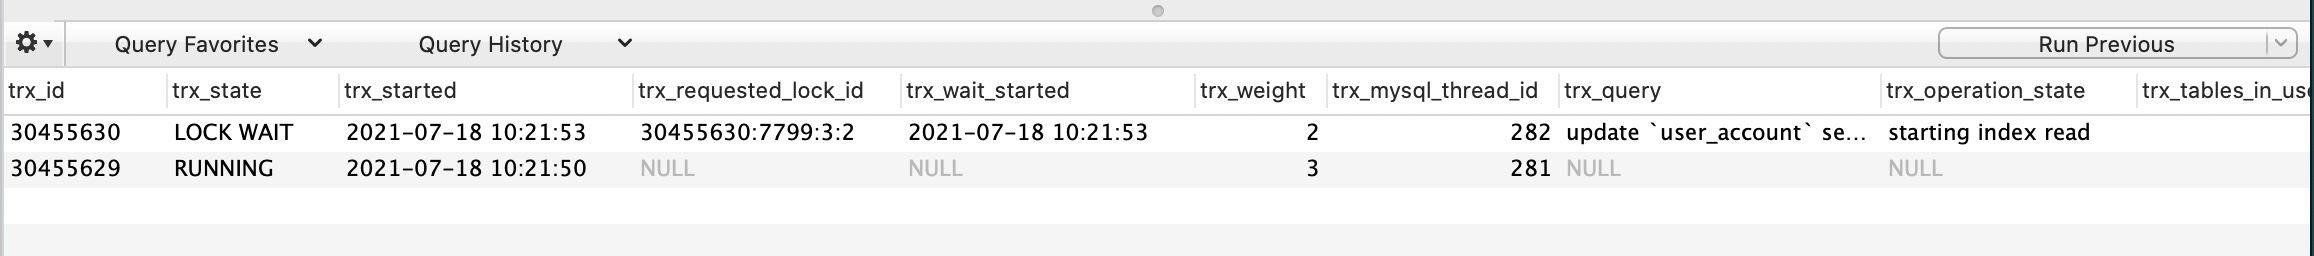 Query Favorites Query History Run Previous
trx_id trx_state trx_started trx_requested_lock_id trx_wait_started trx_weight trx_mysql_thread_id trx_query trx_operation_state trx_tables_in_use
30455630 LOCK WAIT 2021-07-18 10:21:53 30455630:7799:3:2 2021-07-18 10:21:53 2 282 update `user_account` se... starting index read
30455629 RUNNING 2021-07-18 10:21:50 NULL NULL 3 281 NULL NULL